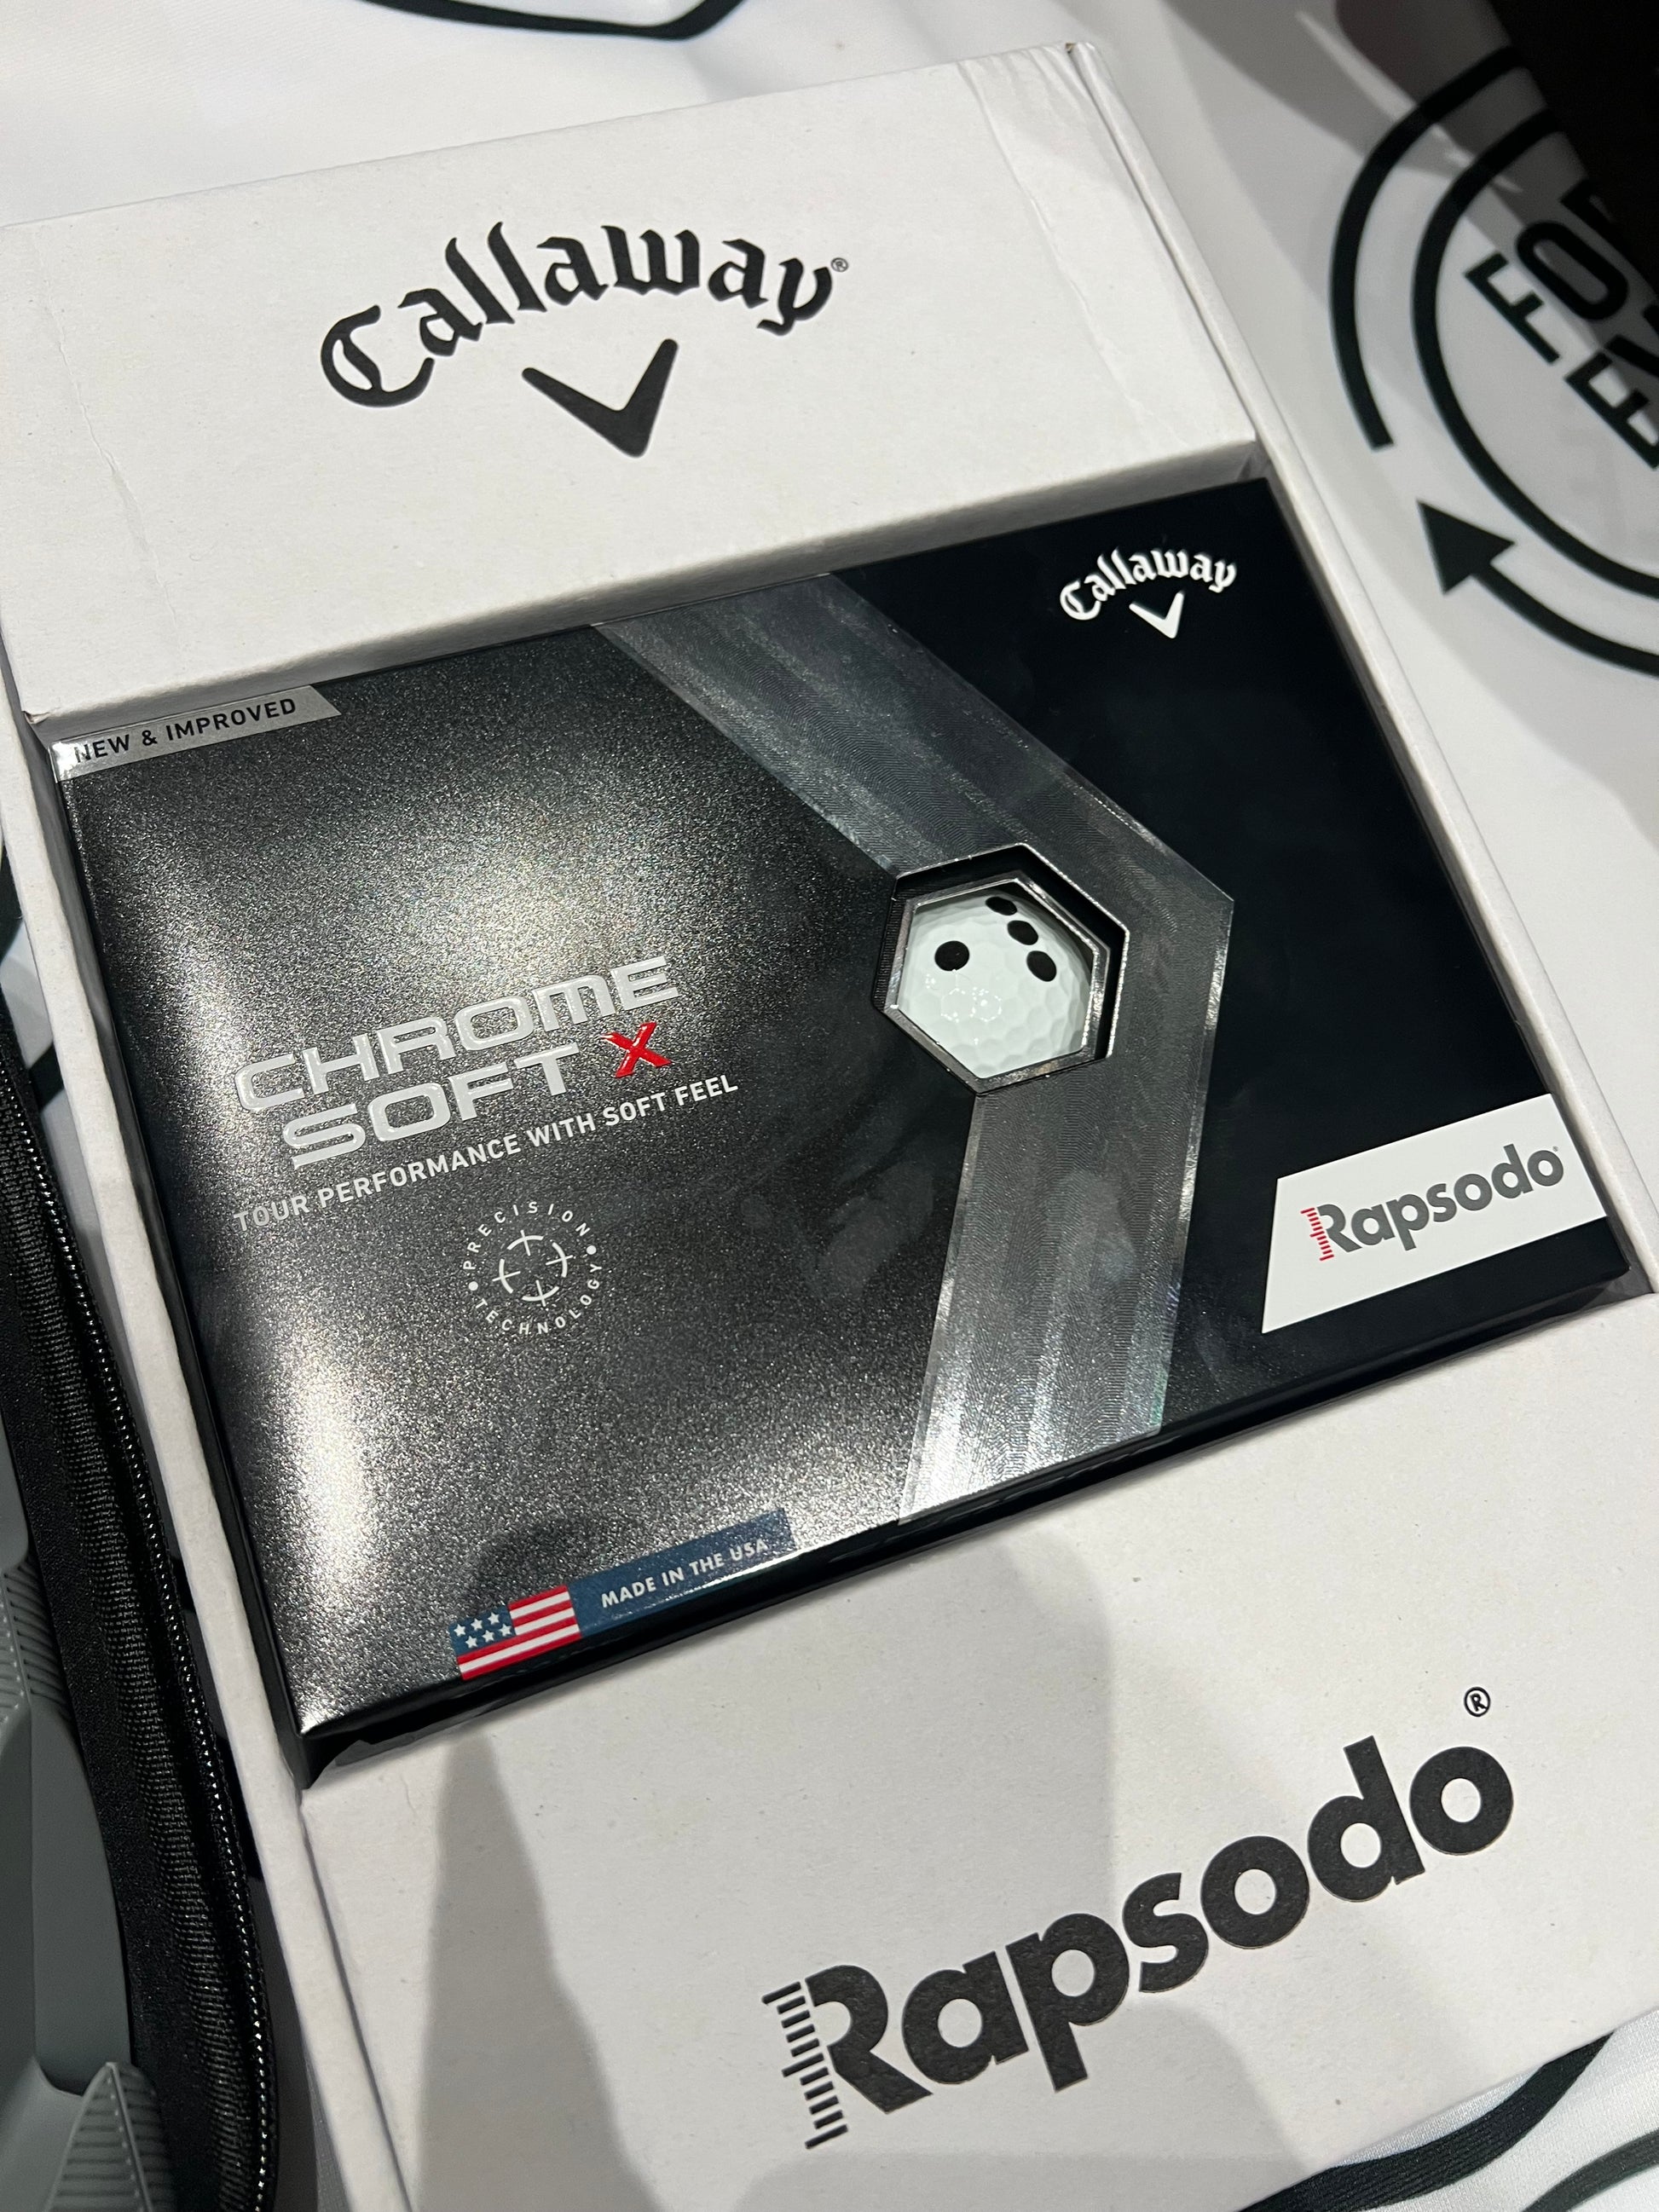 Callaway®
NEW & IMPROVED
Callaway
CHROME
SOFT X
TOUR PERFORMANCE WITH SOFT FEEL
PRECISION
TECHNOLOGY
Rapsodo®
MADE IN THE USA
Rapsodo®